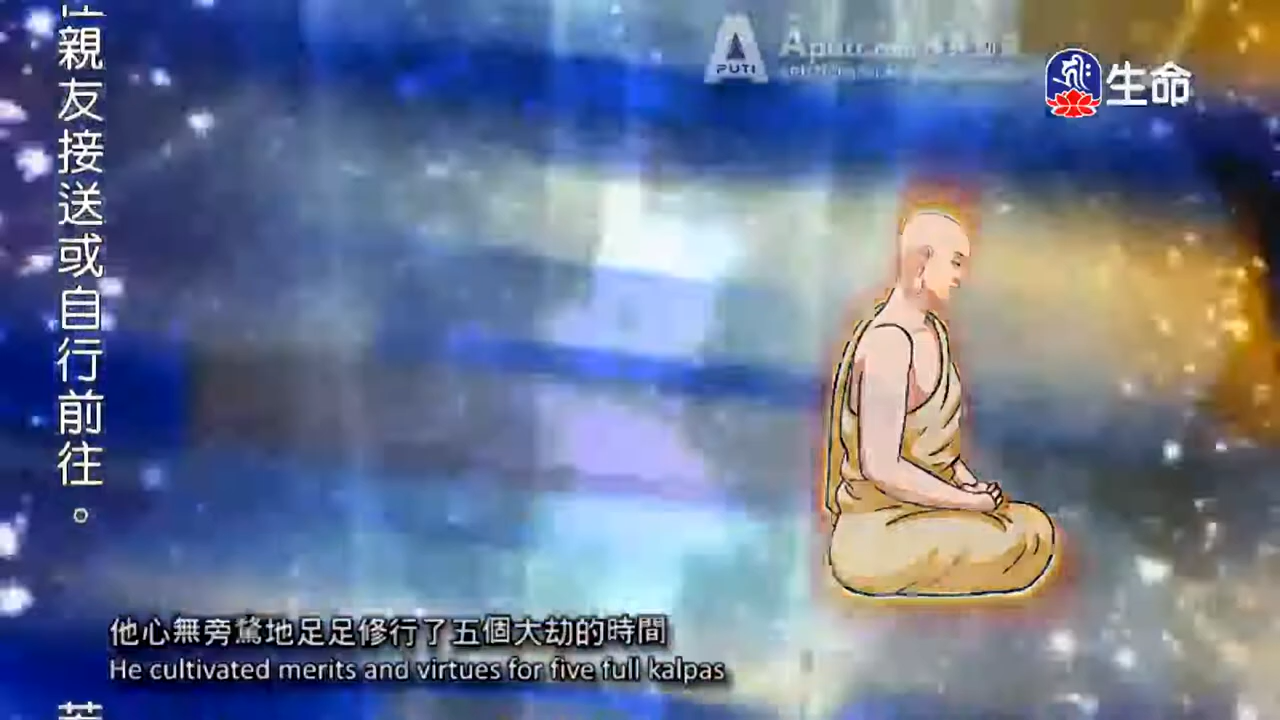 親友接送或自行前往。
PUTI
生命
他心無旁騖地足足修行了五個大劫的時間
He cultivated merits and virtues for five full kalpas